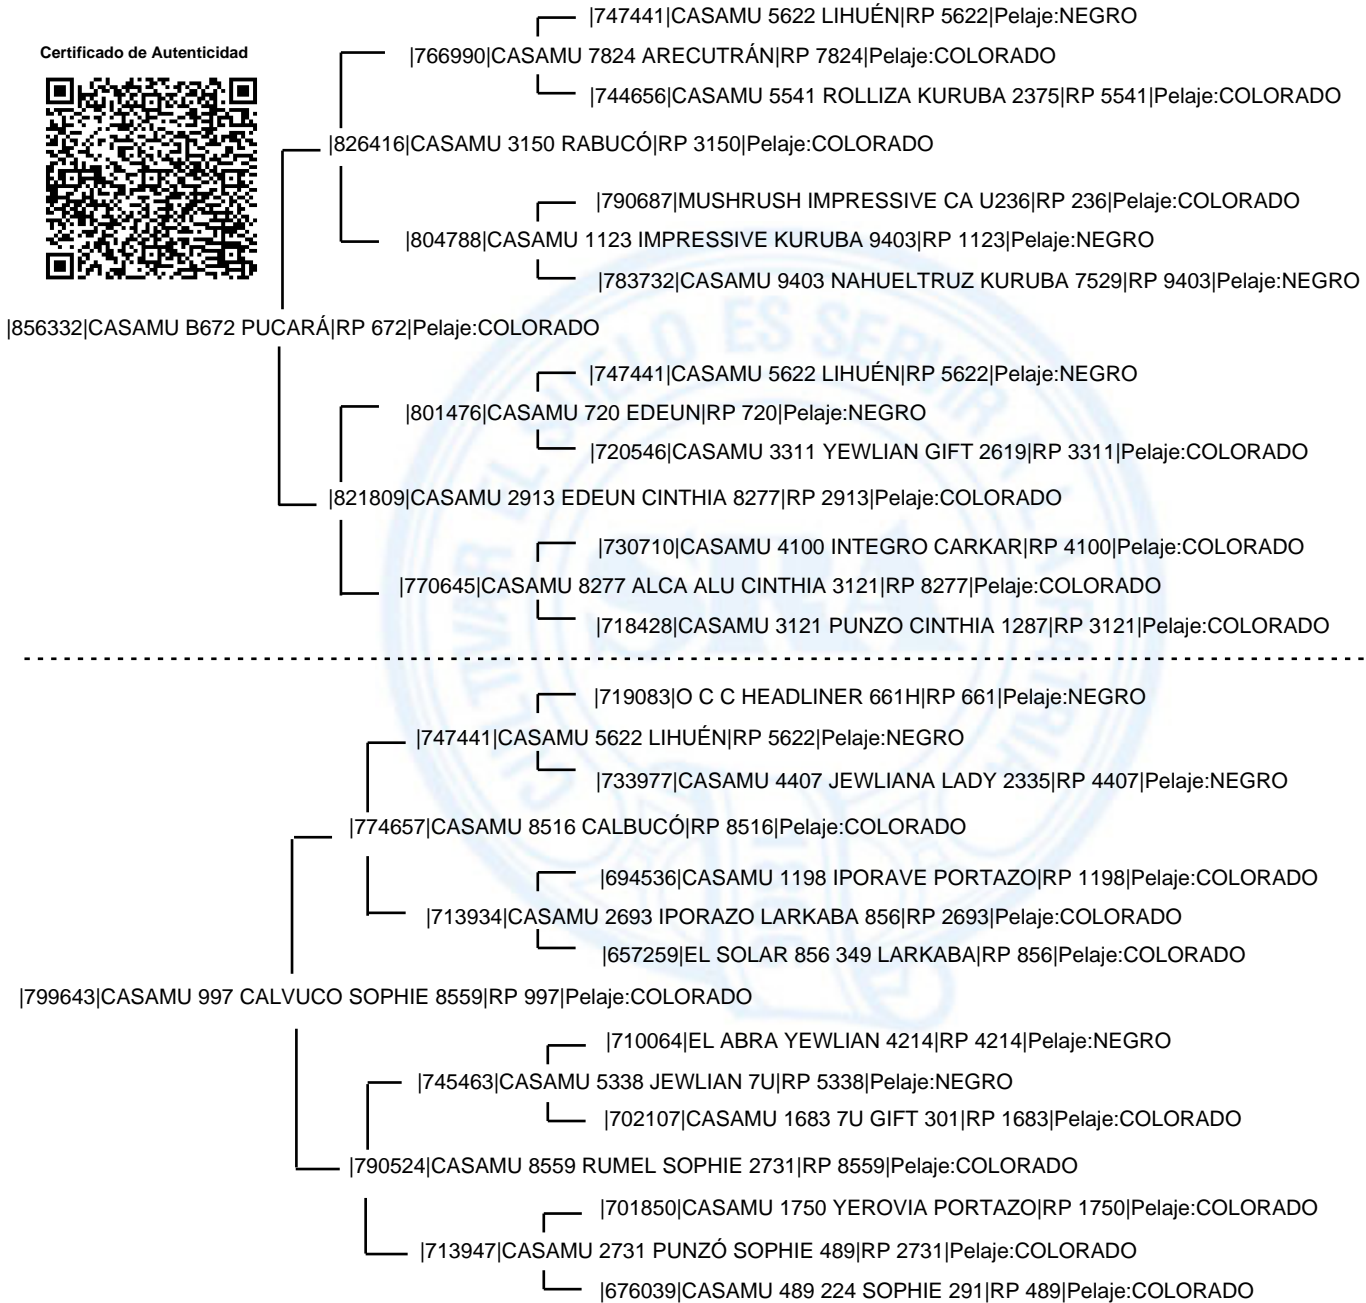 |747441|CASAMU 5622 LIHUÉN|RP 5622|Pelaje:NEGRO
Certificado de Autenticidad
|766990|CASAMU 7824 ARECUTRÁN|RP 7824|Pelaje:COLORADO
|744656|CASAMU 5541 ROLLIZA KURUBA 2375|RP 5541|Pelaje:COLORADO
|826416|CASAMU 3150 RABUCÓ|RP 3150|Pelaje:COLORADO
|790687|MUSHRUSH IMPRESSIVE CA U236|RP 236|Pelaje:COLORADO
|804788|CASAMU 1123 IMPRESSIVE KURUBA 9403|RP 1123|Pelaje:NEGRO
|783732|CASAMU 9403 NAHUELTRUZ KURUBA 7529|RP 9403|Pelaje:NEGRO
|856332|CASAMU B672 PUCARÁ|RP 672|Pelaje:COLORADO
|747441|CASAMU 5622 LIHUÉN|RP 5622|Pelaje:NEGRO
|801476|CASAMU 720 EDEUN|RP 720|Pelaje:NEGRO
|720546|CASAMU 3311 YEWLIAN GIFT 2619|RP 3311|Pelaje:COLORADO
|821809|CASAMU 2913 EDEUN CINTHIA 8277|RP 2913|Pelaje:COLORADO
|730710|CASAMU 4100 INTEGRO CARKAR|RP 4100|Pelaje:COLORADO
|770645|CASAMU 8277 ALCA ALU CINTHIA 3121|RP 8277|Pelaje:COLORADO
|718428|CASAMU 3121 PUNZO CINTHIA 1287|RP 3121|Pelaje:COLORADO
|719083|O C C HEADLINER 661H|RP 661|Pelaje:NEGRO
|747441|CASAMU 5622 LIHUÉN|RP 5622|Pelaje:NEGRO
|733977|CASAMU 4407 JEWLIANA LADY 2335|RP 4407|Pelaje:NEGRO
|774657|CASAMU 8516 CALBUCÓ|RP 8516|Pelaje:COLORADO
|694536|CASAMU 1198 IPORAVE PORTAZO|RP 1198|Pelaje:COLORADO
|713934|CASAMU 2693 IPORAZO LARKABA 856|RP 2693|Pelaje:COLORADO
|657259|EL SOLAR 856 349 LARKABA|RP 856|Pelaje:COLORADO
|799643|CASAMU 997 CALVUCO SOPHIE 8559|RP 997|Pelaje:COLORADO
|710064|EL ABRA YEWLIAN 4214|RP 4214|Pelaje:NEGRO
|745463|CASAMU 5338 JEWLIAN 7U|RP 5338|Pelaje:NEGRO
|702107|CASAMU 1683 7U GIFT 301|RP 1683|Pelaje:COLORADO
|790524|CASAMU 8559 RUMEL SOPHIE 2731|RP 8559|Pelaje:COLORADO
|701850|CASAMU 1750 YEROVIA PORTAZO|RP 1750|Pelaje:COLORADO
|713947|CASAMU 2731 PUNZÓ SOPHIE 489|RP 2731|Pelaje:COLORADO
|676039|CASAMU 489 224 SOPHIE 291|RP 489|Pelaje:COLORADO
CULTIVAR EL SUELO ES SERVIR A LA PATRIA
SRA
1866